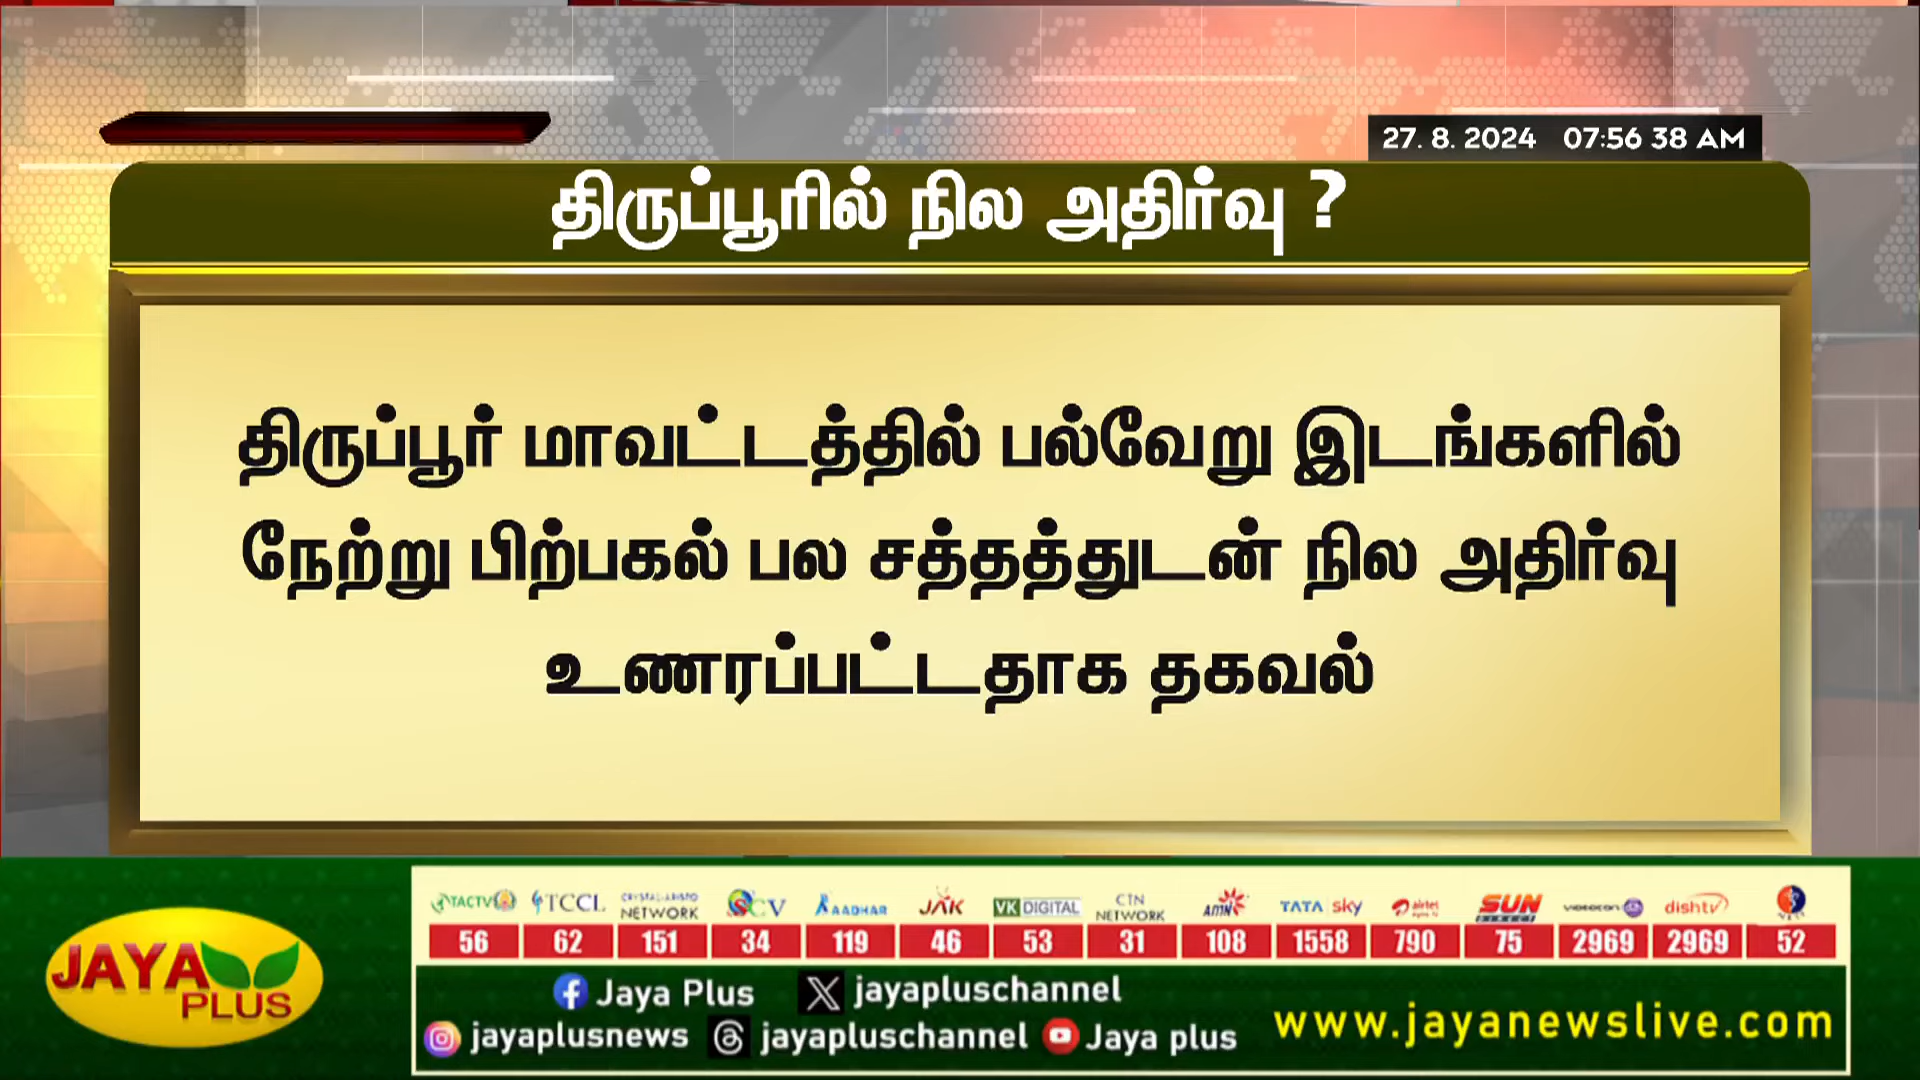 27. 8. 2024 07:56 38 AM
திருப்பூரில் நில அதிர்வு ?
திருப்பூர் மாவட்டத்தில் பல்வேறு இடங்களில்
நேற்று பிற்பகல் பல சத்தத்துடன் நில அதிர்வு
உணரப்பட்டதாக தகவல்
TACTV TCCL NETWORK SCV AADHAR JAK VK DIGITAL CTN NETWORK AMN TATA sky airtel SUN DIRECT videocon dishtv
56 62 151 34 119 46 53 31 108 1558 790 75 2969 2969 52
JAYA PLUS
Jaya Plus jayapluschannel
jayaplusnews jayapluschannel Jaya plus
www.jayanewslive.com